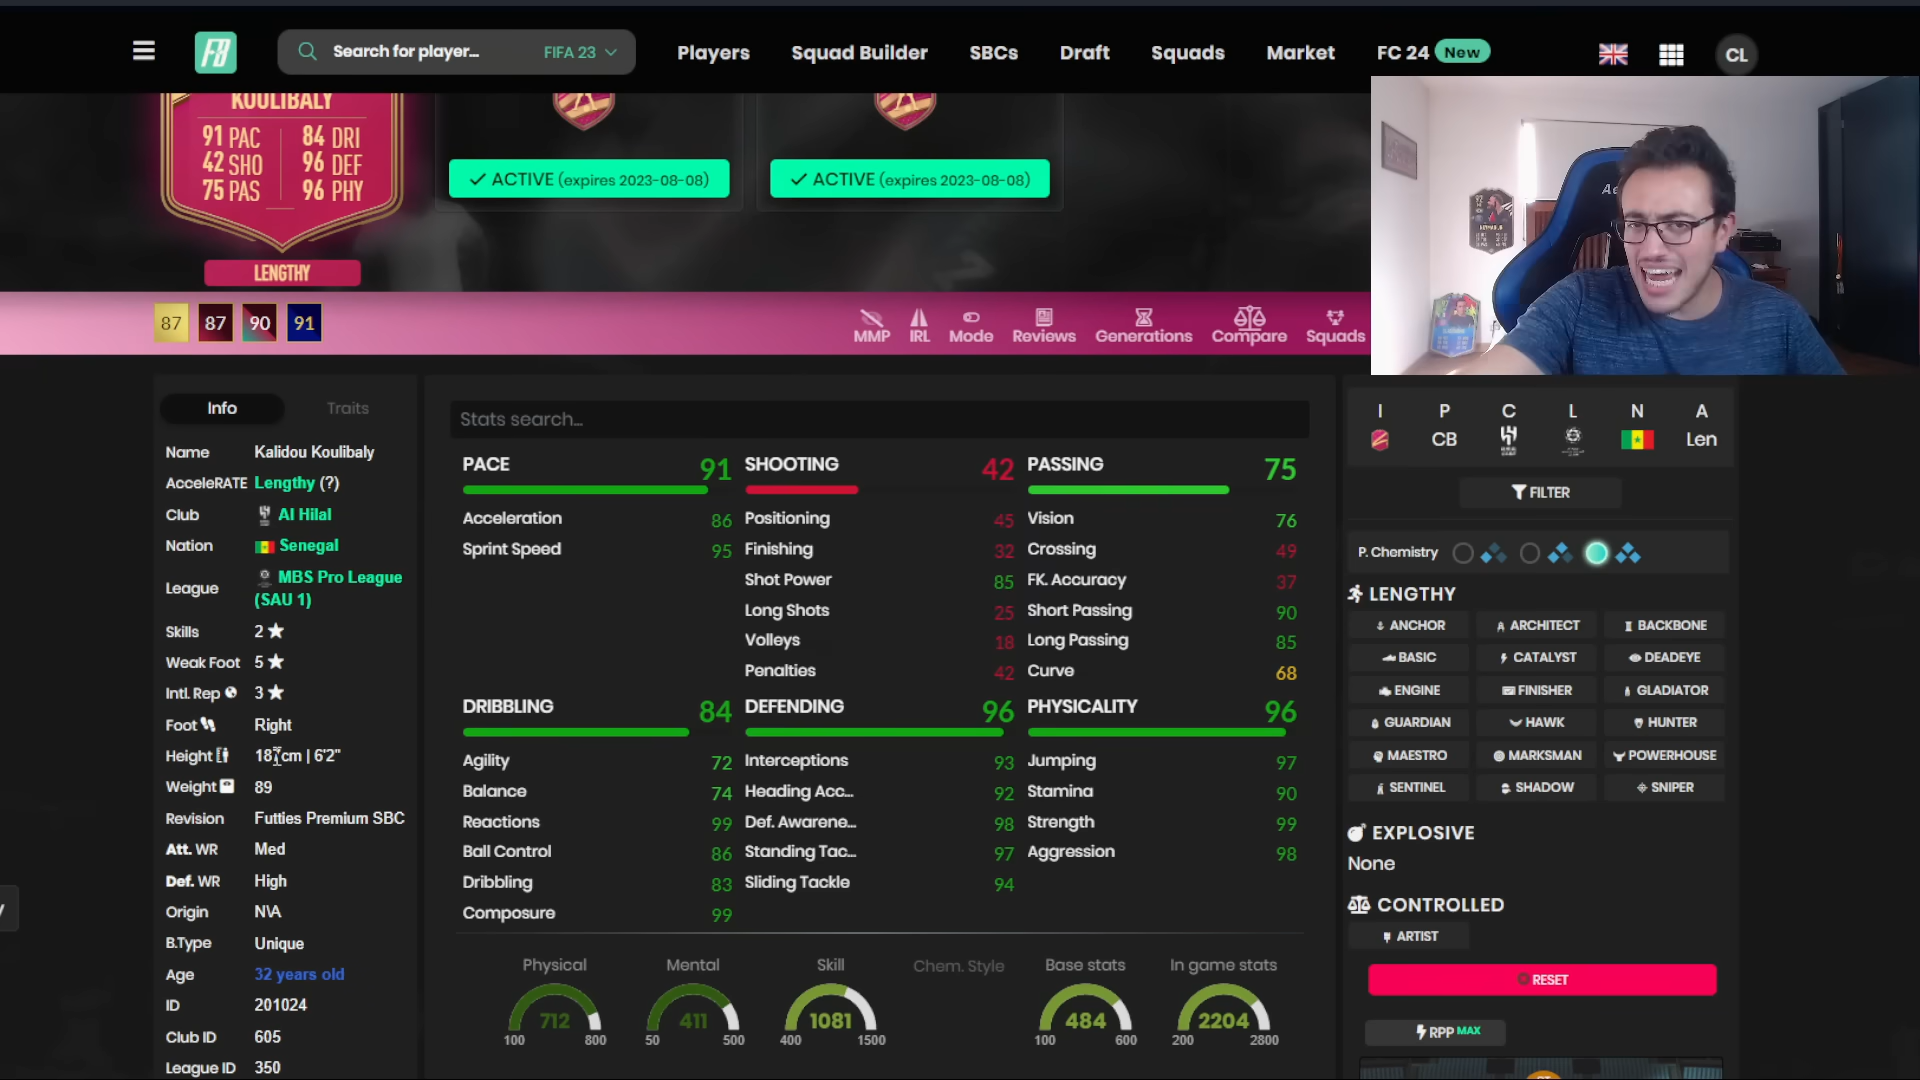 Search for player...
FIFA 23
Players
Squad Builder
SBCs
Draft
Squads
Market
FC 24
New
CL
KOULIBALY
91 PAC
84 DRI
42 SHO
96 DEF
75 PAS
96 PHY
LENGTHY
ACTIVE (expires 2023-08-08)
ACTIVE (expires 2023-08-08)
87
87
90
91
MMP
IRL
Mode
Reviews
Generations
Compare
Squads
Info
Traits
Name Kalidou Koulibaly
AcceleRATE Lengthy (?)
Club Al Hilal
Nation Senegal
League MBS Pro League
(SAU 1)
Skills 2
Weak Foot 5
Intl. Rep 3
Foot Right
Height 187cm | 6'2"
Weight 89
Revision Futties Premium SBC
Att. WR Med
Def. WR High
Origin N\A
B.Type Unique
Age 32 years old
ID 201024
Club ID 605
League ID 350
Stats search...
PACE 91
Acceleration 86
Sprint Speed 95
SHOOTING 42
Positioning 45
Finishing 32
Shot Power 85
Long Shots 25
Volleys 18
Penalties 42
PASSING 75
Vision 76
Crossing 49
FK. Accuracy 37
Short Passing 90
Long Passing 85
Curve 68
DRIBBLING 84
Agility 72
Balance 74
Reactions 99
Ball Control 86
Dribbling 83
Composure 99
DEFENDING 96
Interceptions 93
Heading Acc... 92
Def. Awarene... 98
Standing Tac... 97
Sliding Tackle 94
PHYSICALITY 96
Jumping 97
Stamina 90
Strength 99
Aggression 98
Physical
712
100 800
Mental
411
50 500
Skill
1081
400 1500
Chem. Style
Base stats
484
100 600
In game stats
2204
200 2800
I P C L N A
CB Len
FILTER
P. Chemistry
LENGTHY
ANCHOR ARCHITECT BACKBONE
BASIC CATALYST DEADEYE
ENGINE FINISHER GLADIATOR
GUARDIAN HAWK HUNTER
MAESTRO MARKSMAN POWERHOUSE
SENTINEL SHADOW SNIPER
EXPLOSIVE
None
CONTROLLED
ARTIST
RESET
RPP MAX